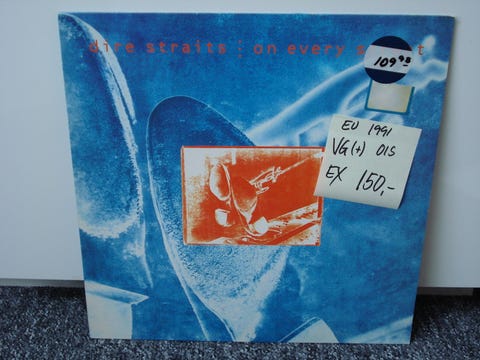 dire straits : on every
109
EU 1991
VG(+) OIS
EX 150,-